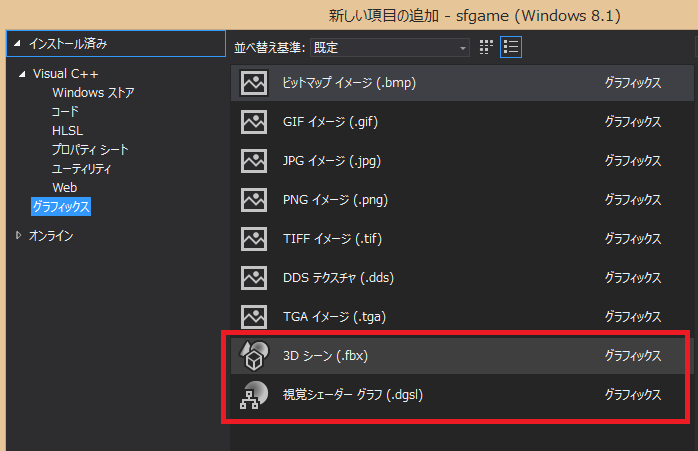 新しい項目の追加 - sfgame (Windows 8.1)
インストール済み
並べ替え基準: 既定
Visual C++
Windows ストア
コード
HLSL
プロパティ シート
ユーティリティ
Web
グラフィックス
オンライン
ビットマップ イメージ (.bmp) グラフィックス
GIF イメージ (.gif) グラフィックス
JPG イメージ (.jpg) グラフィックス
PNG イメージ (.png) グラフィックス
TIFF イメージ (.tif) グラフィックス
DDS テクスチャ (.dds) グラフィックス
TGA イメージ (.tga) グラフィックス
3D シーン (.fbx) グラフィックス
視覚シェーダー グラフ (.dgsl) グラフィックス